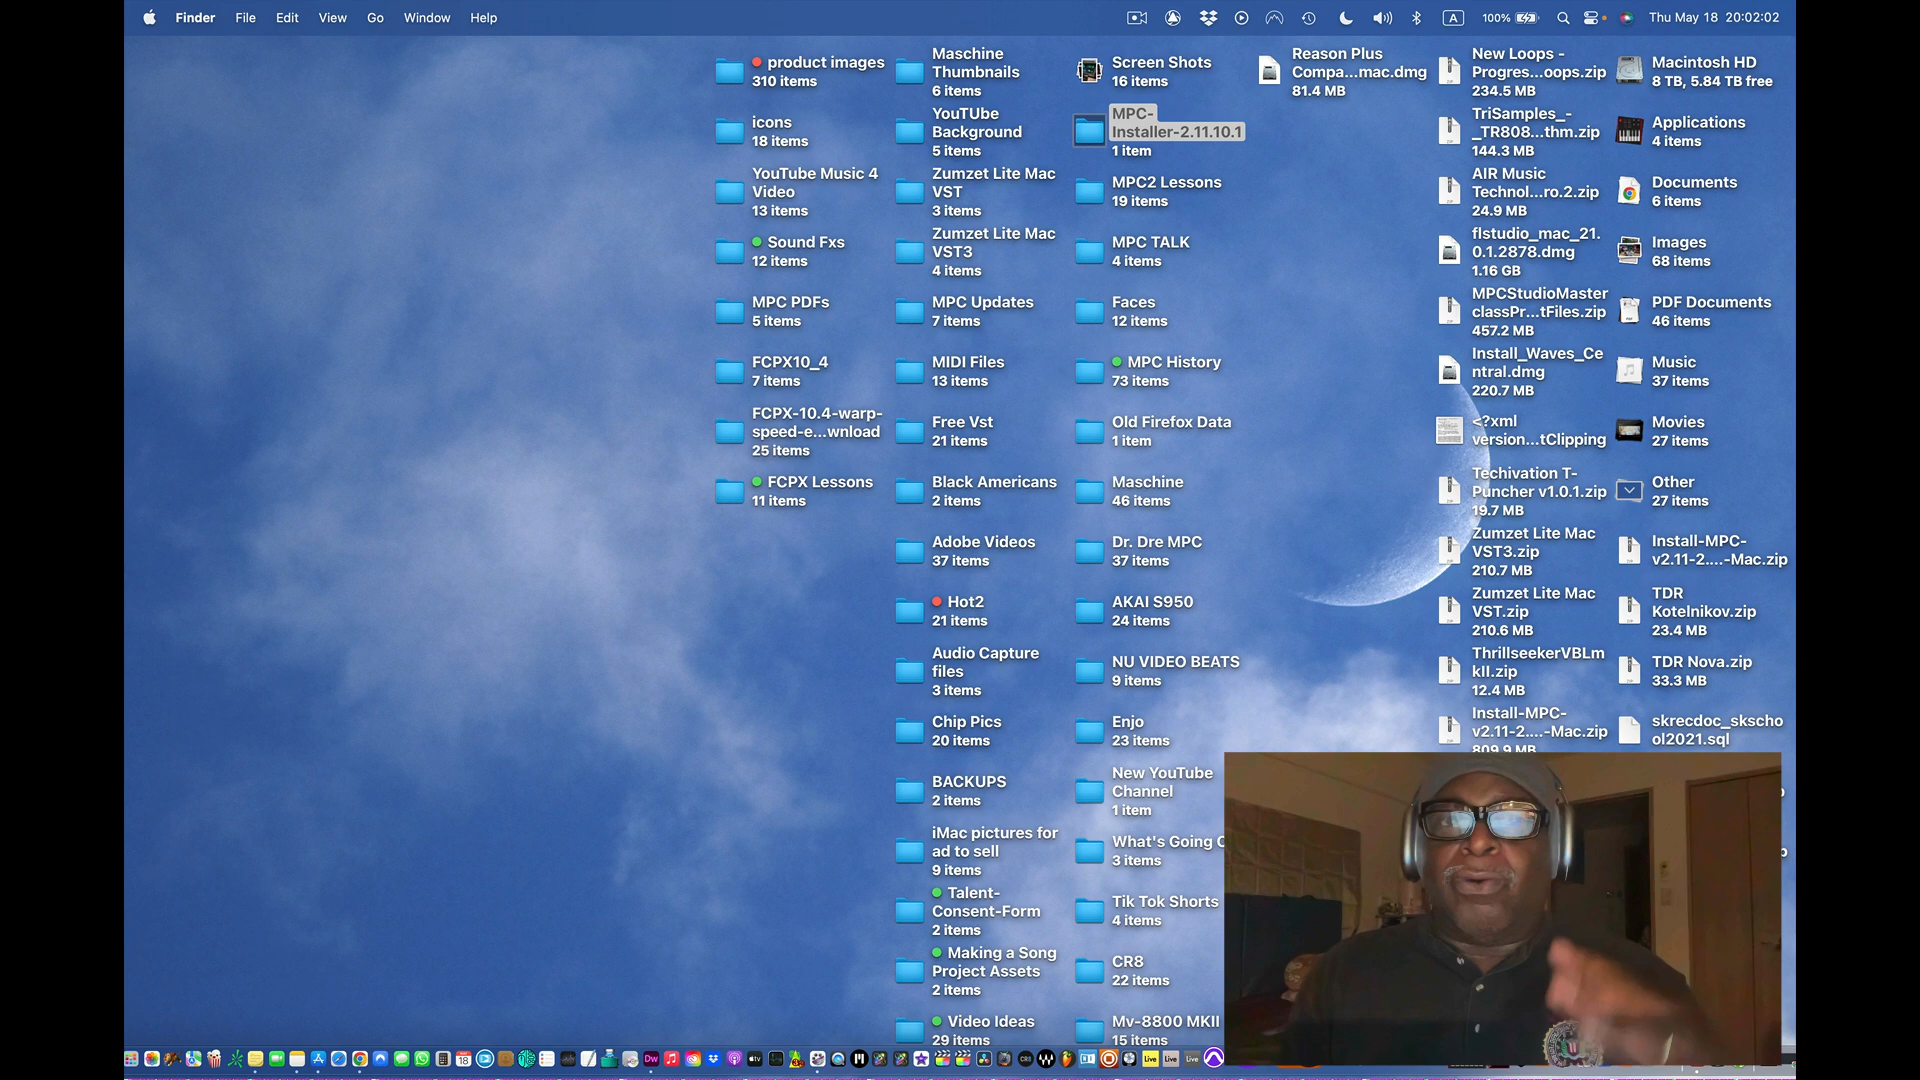 Finder File Edit View Go Window Help
A 100% Thu May 18 20:02:02
product images
310 items
icons
18 items
YouTube Music 4
Video
13 items
Sound Fxs
12 items
MPC PDFs
5 items
FCPX10_4
7 items
FCPX-10.4-warp-
speed-e...wnload
25 items
FCPX Lessons
11 items
Maschine
Thumbnails
6 items
YouTUbe
Background
5 items
Zumzet Lite Mac
VST
3 items
Zumzet Lite Mac
VST3
4 items
MPC Updates
7 items
MIDI Files
13 items
Free Vst
21 items
Black Americans
2 items
Adobe Videos
37 items
Hot2
21 items
Audio Capture
files
3 items
Chip Pics
20 items
BACKUPS
2 items
iMac pictures for
ad to sell
9 items
Talent-
Consent-Form
2 items
Making a Song
Project Assets
2 items
Video Ideas
29 items
Screen Shots
16 items
MPC-
Installer-2.11.10.1
1 item
MPC2 Lessons
19 items
MPC TALK
4 items
Faces
12 items
MPC History
73 items
Old Firefox Data
1 item
Maschine
46 items
Dr. Dre MPC
37 items
AKAI S950
24 items
NU VIDEO BEATS
9 items
Enjo
23 items
New YouTube
Channel
1 item
What's Going
3 items
Tik Tok Shorts
4 items
CR8
22 items
Mv-8800 MKII
15 items
Reason Plus
Compa...mac.dmg
81.4 MB
New Loops -
Progres...oops.zip
234.5 MB
TriSamples_-
_TR808...thm.zip
144.3 MB
AIR Music
Technol...ro.2.zip
24.9 MB
flstudio_mac_21.
0.1.2878.dmg
1.16 GB
MPCStudioMaster
classPr...tFiles.zip
457.2 MB
Install_Waves_Ce
ntral.dmg
220.7 MB
<?xml
version...tClipping
Techivation T-
Puncher v1.0.1.zip
19.7 MB
Zumzet Lite Mac
VST3.zip
210.7 MB
Zumzet Lite Mac
VST.zip
210.6 MB
ThrillseekerVBLm
kII.zip
12.4 MB
Install-MPC-
v2.11-2....-Mac.zip
809.9 MB
Macintosh HD
8 TB, 5.84 TB free
Applications
4 items
Documents
6 items
Images
68 items
PDF Documents
46 items
Music
37 items
Movies
27 items
Other
27 items
Install-MPC-
v2.11-2....-Mac.zip
TDR
Kotelnikov.zip
23.4 MB
TDR Nova.zip
33.3 MB
skrecdoc_skscho
ol2021.sql
18 Dw tv Live Live Live